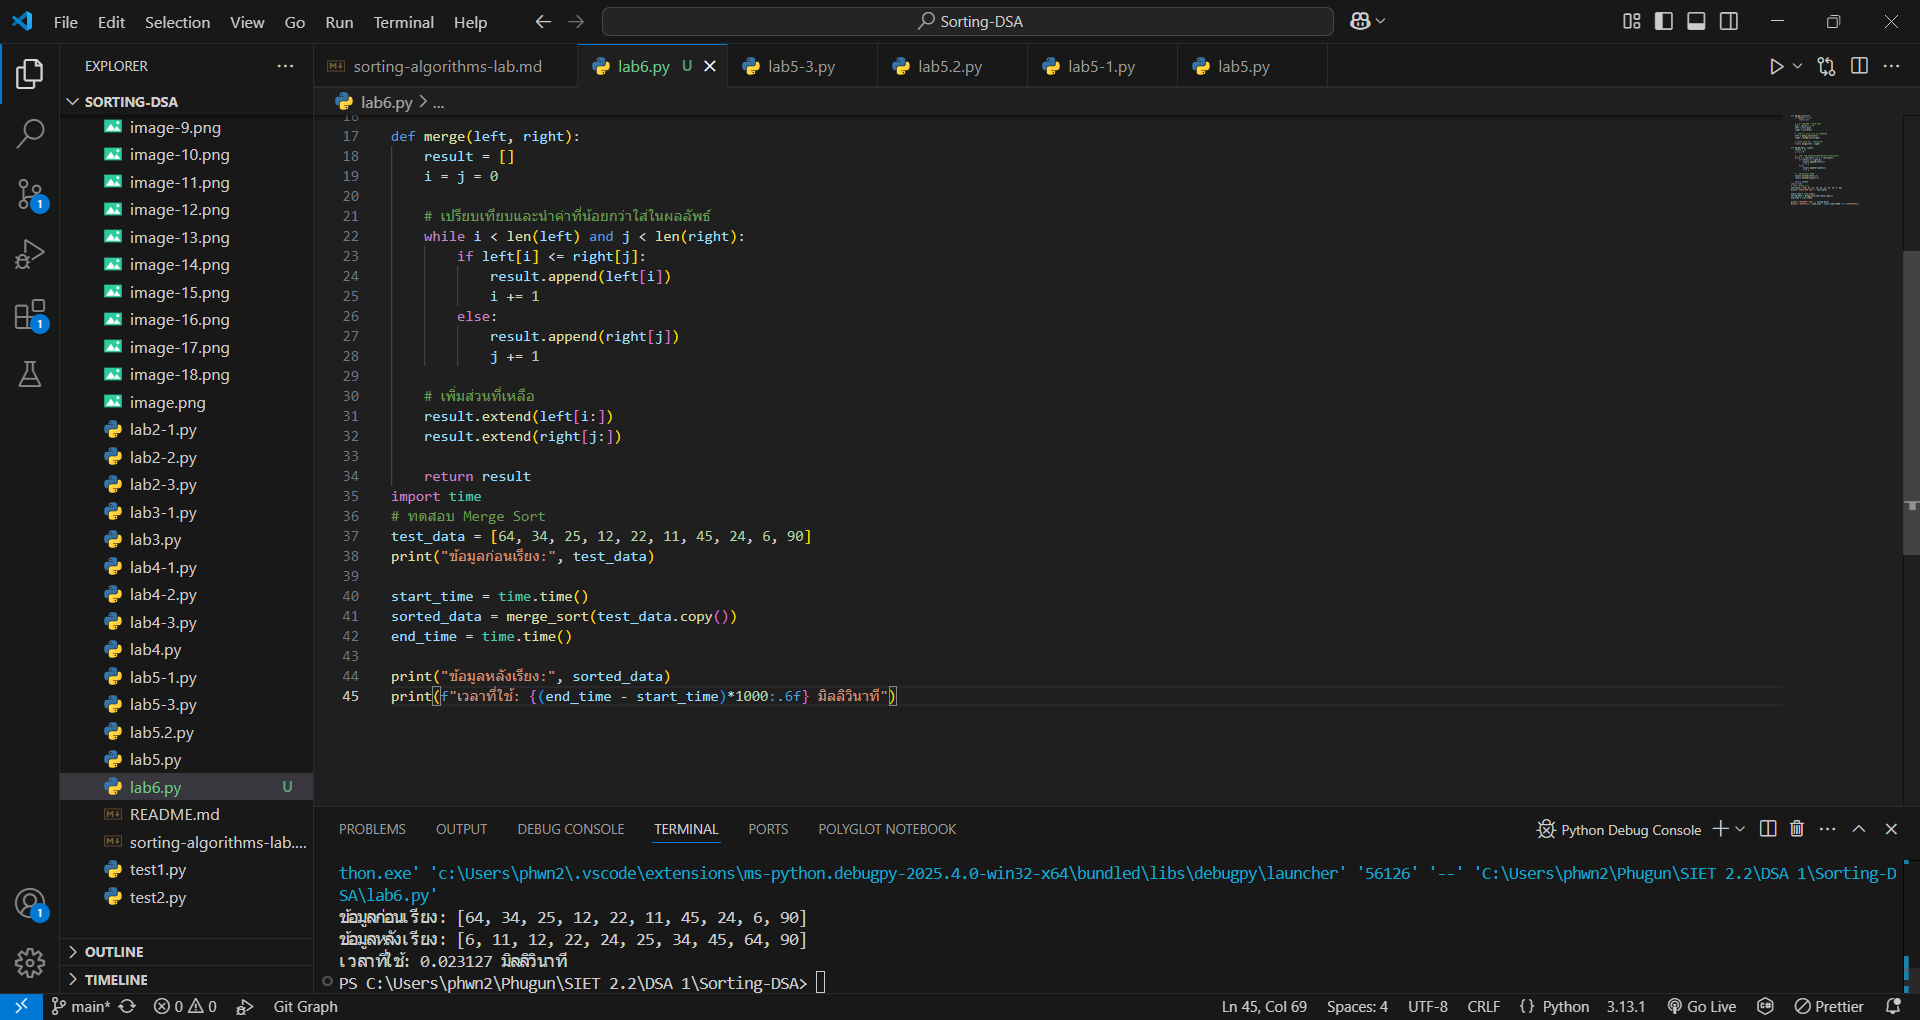 File Edit Selection View Go Run Terminal Help
Sorting-DSA
EXPLORER
SORTING-DSA
image-9.png
image-10.png
image-11.png
image-12.png
image-13.png
image-14.png
image-15.png
image-16.png
image-17.png
image-18.png
image.png
lab2-1.py
lab2-2.py
lab2-3.py
lab3-1.py
lab3.py
lab4-1.py
lab4-2.py
lab4-3.py
lab4.py
lab5-1.py
lab5-3.py
lab5.2.py
lab5.py
lab6.py U
README.md
sorting-algorithms-lab....
test1.py
test2.py
OUTLINE
TIMELINE
1
1
1
sorting-algorithms-lab.md lab6.py U lab5-3.py lab5.2.py lab5-1.py lab5.py
lab6.py > ...
16
17 def merge(left, right):
18 result = []
19 i = j = 0
20
21 # เปรียบเทียบและนำค่าที่น้อยกว่าใส่ในผลลัพธ์
22 while i < len(left) and j < len(right):
23 if left[i] <= right[j]:
24 result.append(left[i])
25 i += 1
26 else:
27 result.append(right[j])
28 j += 1
29
30 # เพิ่มส่วนที่เหลือ
31 result.extend(left[i:])
32 result.extend(right[j:])
33
34 return result
35 import time
36 # ทดสอบ Merge Sort
37 test_data = [64, 34, 25, 12, 22, 11, 45, 24, 6, 90]
38 print("ข้อมูลก่อนเรียง:", test_data)
39
40 start_time = time.time()
41 sorted_data = merge_sort(test_data.copy())
42 end_time = time.time()
43
44 print("ข้อมูลหลังเรียง:", sorted_data)
45 print(f"เวลาที่ใช้: {(end_time - start_time)*1000:.6f} มิลลิวินาที")
PROBLEMS OUTPUT DEBUG CONSOLE TERMINAL PORTS POLYGLOT NOTEBOOK Python Debug Console
thon.exe' 'c:\Users\phwn2\.vscode\extensions\ms-python.debugpy-2025.4.0-win32-x64\bundled\libs\debugpy\launcher' '56126' '--' 'C:\Users\phwn2\Phugun\SIET 2.2\DSA 1\Sorting-D
SA\lab6.py'
ข้อมูลก่อนเรียง: [64, 34, 25, 12, 22, 11, 45, 24, 6, 90]
ข้อมูลหลังเรียง: [6, 11, 12, 22, 24, 25, 34, 45, 64, 90]
เวลาที่ใช้: 0.023127 มิลลิวินาที
PS C:\Users\phwn2\Phugun\SIET 2.2\DSA 1\Sorting-DSA>
main* 0 0 Git Graph Ln 45, Col 69 Spaces: 4 UTF-8 CRLF {} Python 3.13.1 Go Live Prettier